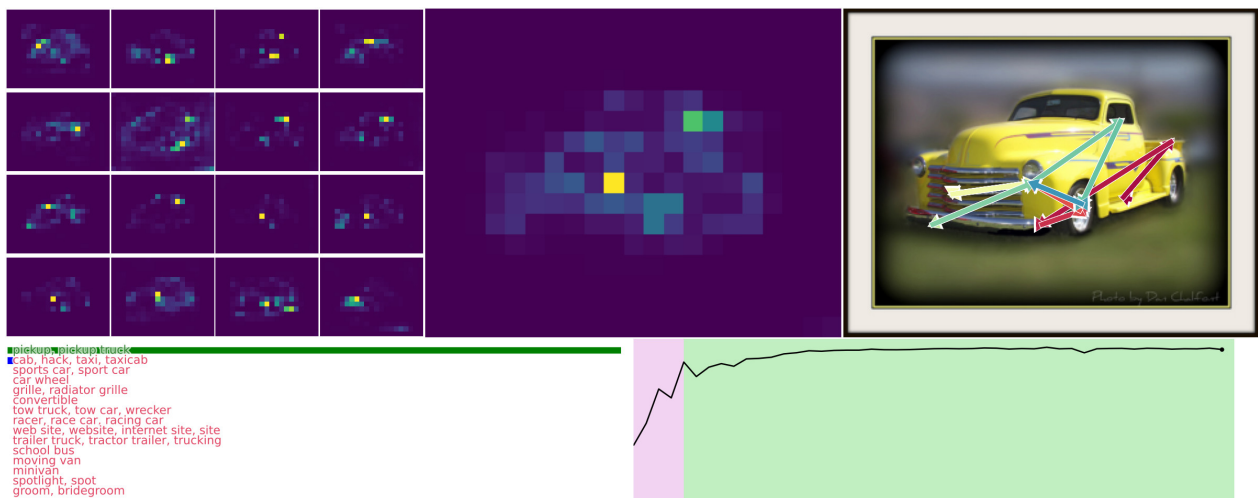 Photo by Dan Chalfant
pickup, pickup truck
cab, hack, taxi, taxicab
sports car, sport car
car wheel
grille, radiator grille
convertible
tow truck, tow car, wrecker
racer, race car, racing car
web site, website, internet site, site
trailer truck, tractor trailer, trucking
school bus
moving van
minivan
spotlight, spot
groom, bridegroom